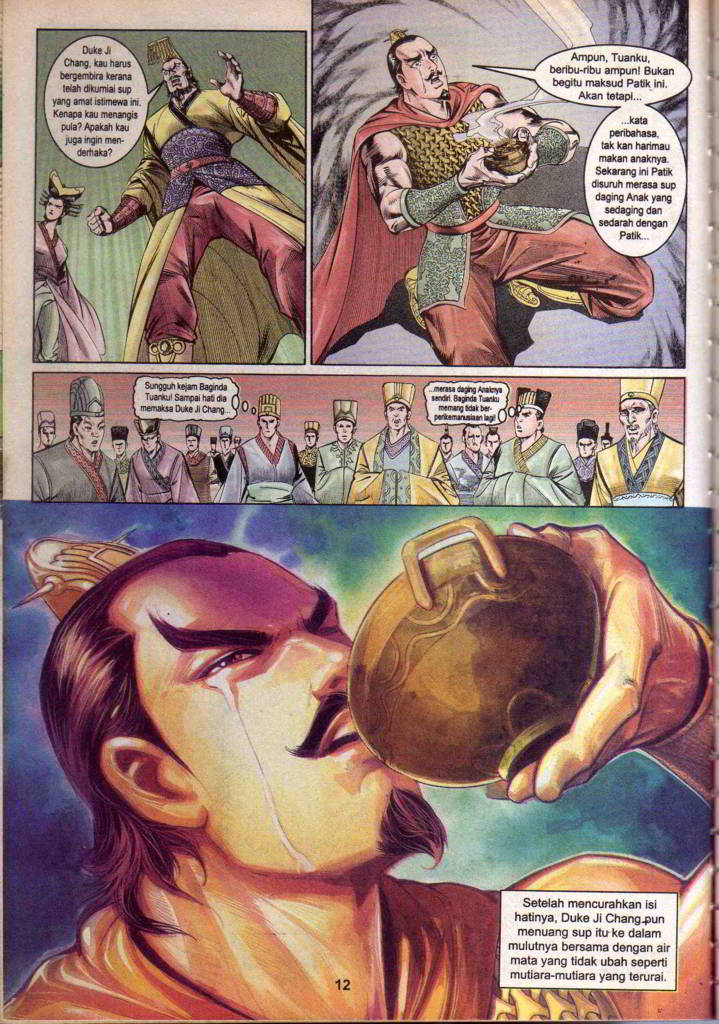 Duke Ji
Chang, kau harus
bergembira kerana
telah dikurniai sup
yang amat istimewa ini.
Kenapa kau menangis
pula? Apakah kau
juga ingin men-
derhaka?
Ampun, Tuanku,
beribu-ribu ampun! Bukan
begitu maksud Patik ini.
Akan tetapi...
...kata
peribahasa,
tak kan harimau
makan anaknya.
Sekarang ini Patik
disuruh merasa sup
daging Anak yang
sedaging dan
sedarah dengan
Patik...
Sungguh kejam Baginda
Tuanku! Sampai hati dia
memaksa Duke Ji Chang...
...merasa daging Anaknya
sendiri. Baginda Tuanku
memang tidak ber-
perikemanusiaan lagi.
Setelah mencurahkan isi
hatinya, Duke Ji Chang pun
menuang sup itu ke dalam
mulutnya bersama dengan air
mata yang tidak ubah seperti
mutiara-mutiara yang terurai.
12